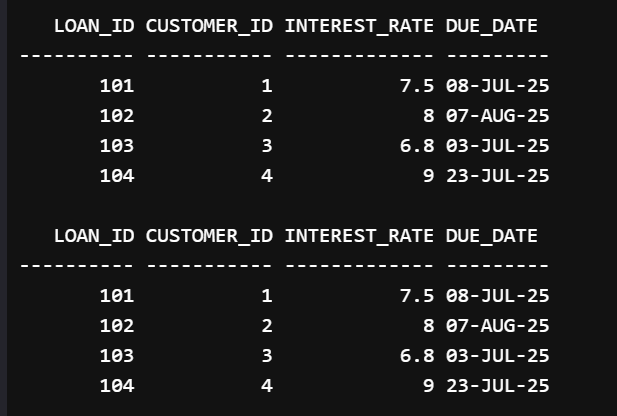 LOAN_ID CUSTOMER_ID INTEREST_RATE DUE_DATE
---------- ----------- ------------- ---------
101 1 7.5 08-JUL-25
102 2 8 07-AUG-25
103 3 6.8 03-JUL-25
104 4 9 23-JUL-25
LOAN_ID CUSTOMER_ID INTEREST_RATE DUE_DATE
---------- ----------- ------------- ---------
101 1 7.5 08-JUL-25
102 2 8 07-AUG-25
103 3 6.8 03-JUL-25
104 4 9 23-JUL-25